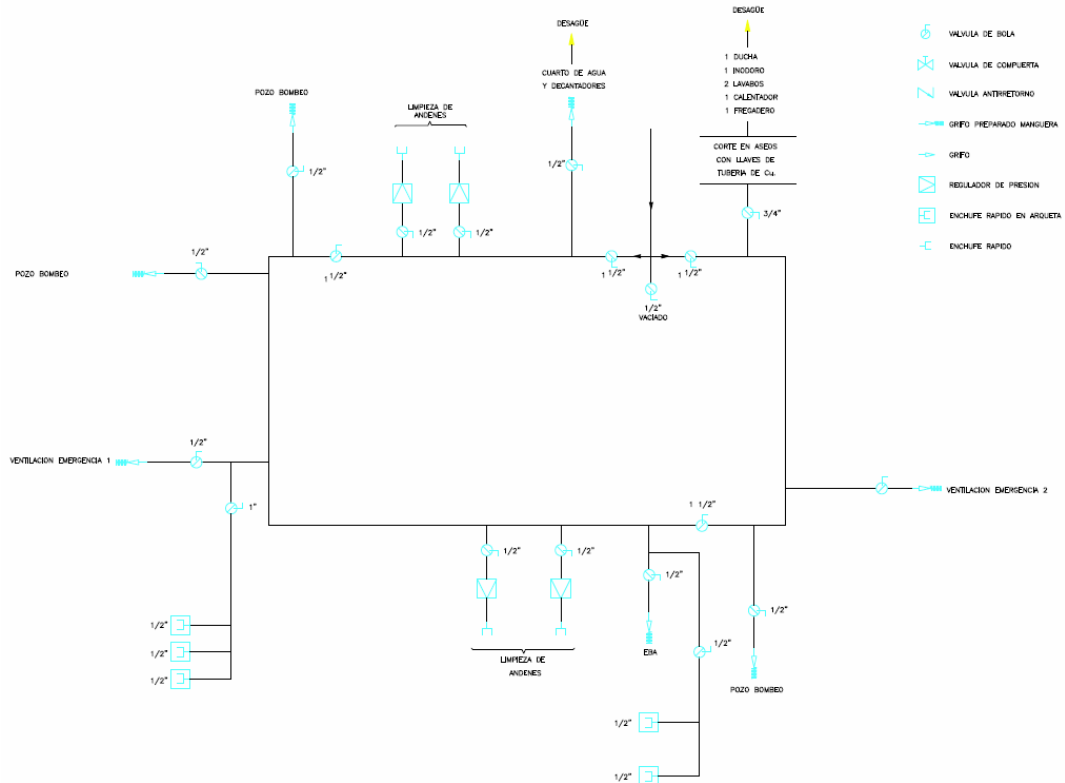 DESAGÜE
DESAGÜE
VALVULA DE BOLA
VALVULA DE COMPUERTA
VALVULA ANTIRRETORNO
GRIFO PREPARADO MANGUERA
GRIFO
REGULADOR DE PRESION
ENCHUFE RAPIDO EN ARQUETA
ENCHUFE RAPIDO
1 DUCHA
1 INODORO
2 LAVABOS
1 CALENTADOR
1 FREGADERO
CUARTO DE AGUA
Y DECANTADORES
POZO BOMBEO
LIMPIEZA DE
ANDENES
CORTE EN ASEOS
CON LLAVES DE
TUBERIA DE Cu.
1/2"
1/2"
3/4"
1/2"
1/2"
1/2"
POZO BOMBEO
1 1/2"
1 1/2"
1 1/2"
1/2"
VACIADO
1/2"
VENTILACION EMERGENCIA 1
VENTILACION EMERGENCIA 2
1"
1 1/2"
1/2"
1/2"
1/2"
1/2"
1/2"
1/2"
1/2"
1/2"
EBA
LIMPIEZA DE
ANDENES
POZO BOMBEO
1/2"
1/2"